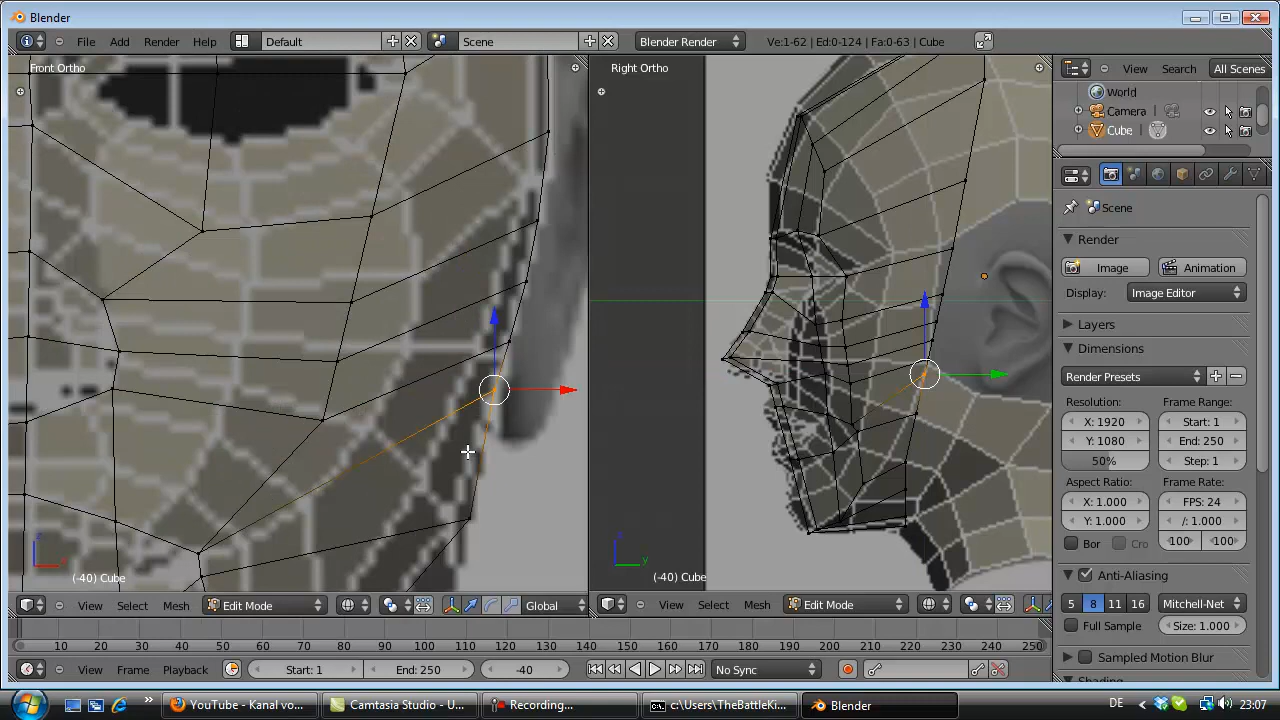 Blender
File Add Render Help Default Scene Blender Render Ve:1-62 | Ed:0-124 | Fa:0-63 | Cube
Front Ortho
Right Ortho
View Search All Scenes
World
Camera
Cube
Scene
Render
Image Animation
Display: Image Editor
Layers
Dimensions
Render Presets
Resolution: Frame Range:
X: 1920 Start: 1
Y: 1080 End: 250
50% Step: 1
Aspect Ratio: Frame Rate:
X: 1.000 FPS: 24
Y: 1.000 /: 1.000
Bor Cro 100 100
Anti-Aliasing
5 8 11 16 Mitchell-Net
Full Sample Size: 1.000
Sampled Motion Blur
z
x
(-40) Cube
z
y
(-40) Cube
View Select Mesh Edit Mode Global
View Select Mesh Edit Mode
10 20 30 40 50 60 70 80 90 100 110 120 130 140 150 160 170 180 190 200 210 220 230 240 250
View Frame Playback Start: 1 End: 250 -40 No Sync
YouTube - Kanal vo...
Camtasia Studio - U...
Recording...
c:\Users\TheBattleKi...
Blender
DE
23:07